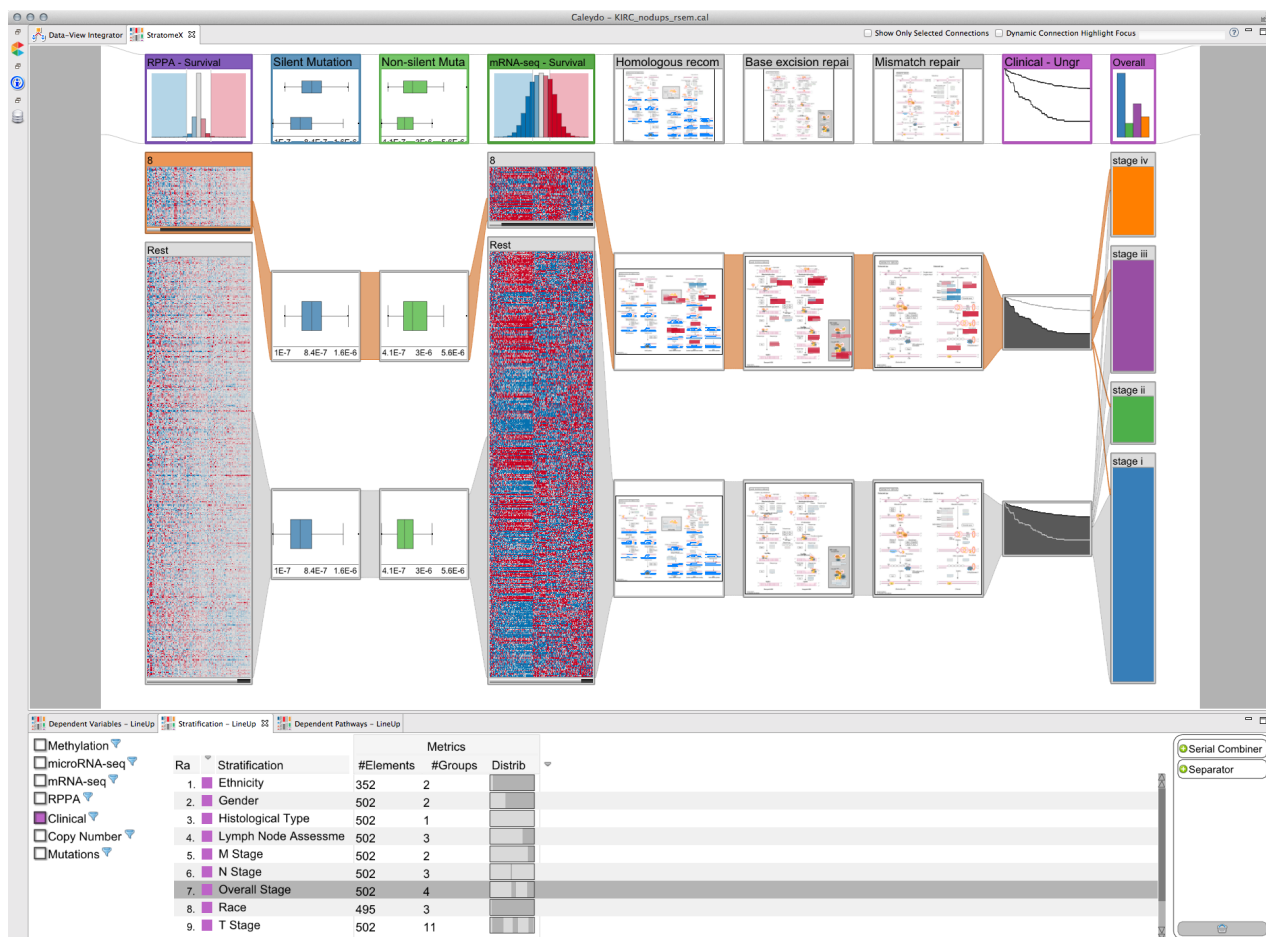 Caleydo – KIRC_nodups_rsem.cal
Data-View Integrator
StratomeX
Show Only Selected Connections
Dynamic Connection Highlight Focus
RPPA - Survival
Silent Mutation
Non-silent Muta
mRNA-seq - Survival
Homologous recom
Base excision repai
Mismatch repair
Clinical - Ungr
Overall
8
8
stage iv
Rest
Rest
stage iii
1E-7 8.4E-7 1.6E-6
4.1E-7 3E-6 5.6E-6
stage ii
stage i
1E-7 8.4E-7 1.6E-6
4.1E-7 3E-6 5.6E-6
Dependent Variables – LineUp
Stratification – LineUp
Dependent Pathways – LineUp
Methylation
microRNA-seq
mRNA-seq
RPPA
Clinical
Copy Number
Mutations
Metrics
Ra Stratification #Elements #Groups Distrib
1. Ethnicity 352 2
2. Gender 502 2
3. Histological Type 502 1
4. Lymph Node Assessme 502 3
5. M Stage 502 2
6. N Stage 502 3
7. Overall Stage 502 4
8. Race 495 3
9. T Stage 502 11
Serial Combiner
Separator